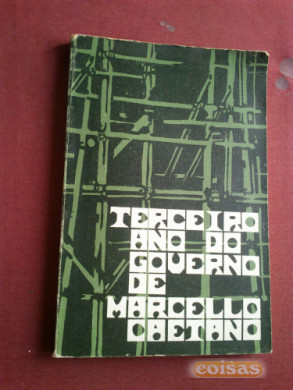 TERCEIRO
ANO DO
GOVERNO
DE
MARCELLO
CAETANO
coisas